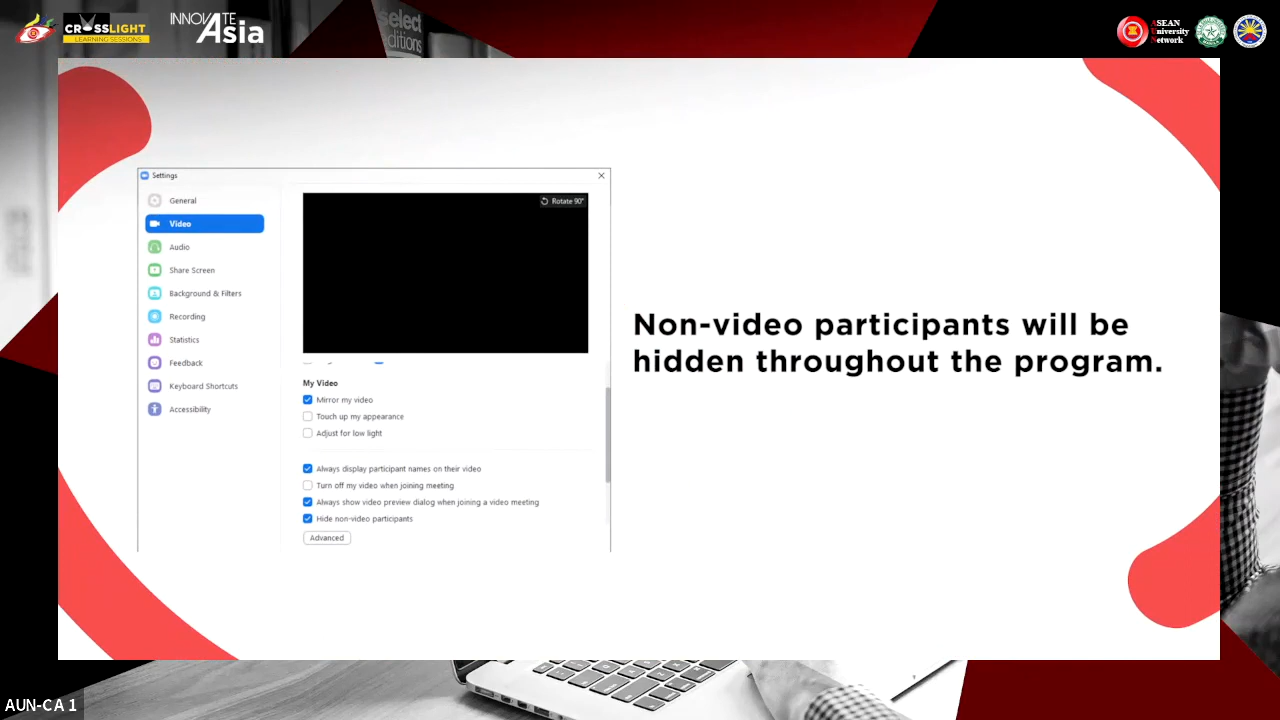 CROSSLIGHT
LEARNING SESSIONS
INNOVATE
Asia
select
editions
ASEAN
University
Network
Settings
Rotate 90°
General
Video
Audio
Share Screen
Background & Filters
Recording
Statistics
Feedback
Keyboard Shortcuts
Accessibility
My Video
Mirror my video
Touch up my appearance
Adjust for low light
Always display participant names on their video
Turn off my video when joining meeting
Always show video preview dialog when joining a video meeting
Hide non-video participants
Advanced
Non-video participants will be
hidden throughout the program.
AUN-CA 1